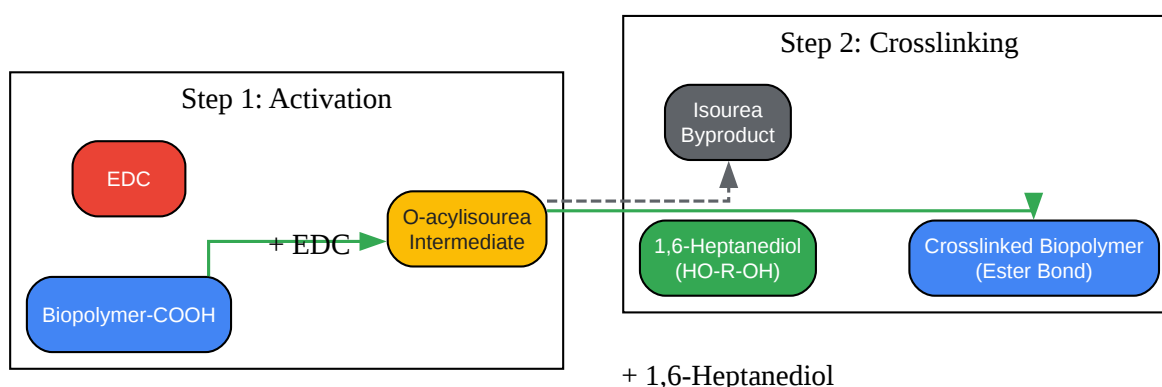 Step 1: Activation
EDC
+ EDC
Biopolymer-COOH
O-acylisourea
Intermediate
Step 2: Crosslinking
Isourea
Byproduct
1,6-Heptanediol
(HO-R-OH)
Crosslinked Biopolymer
(Ester Bond)
+ 1,6-Heptanediol